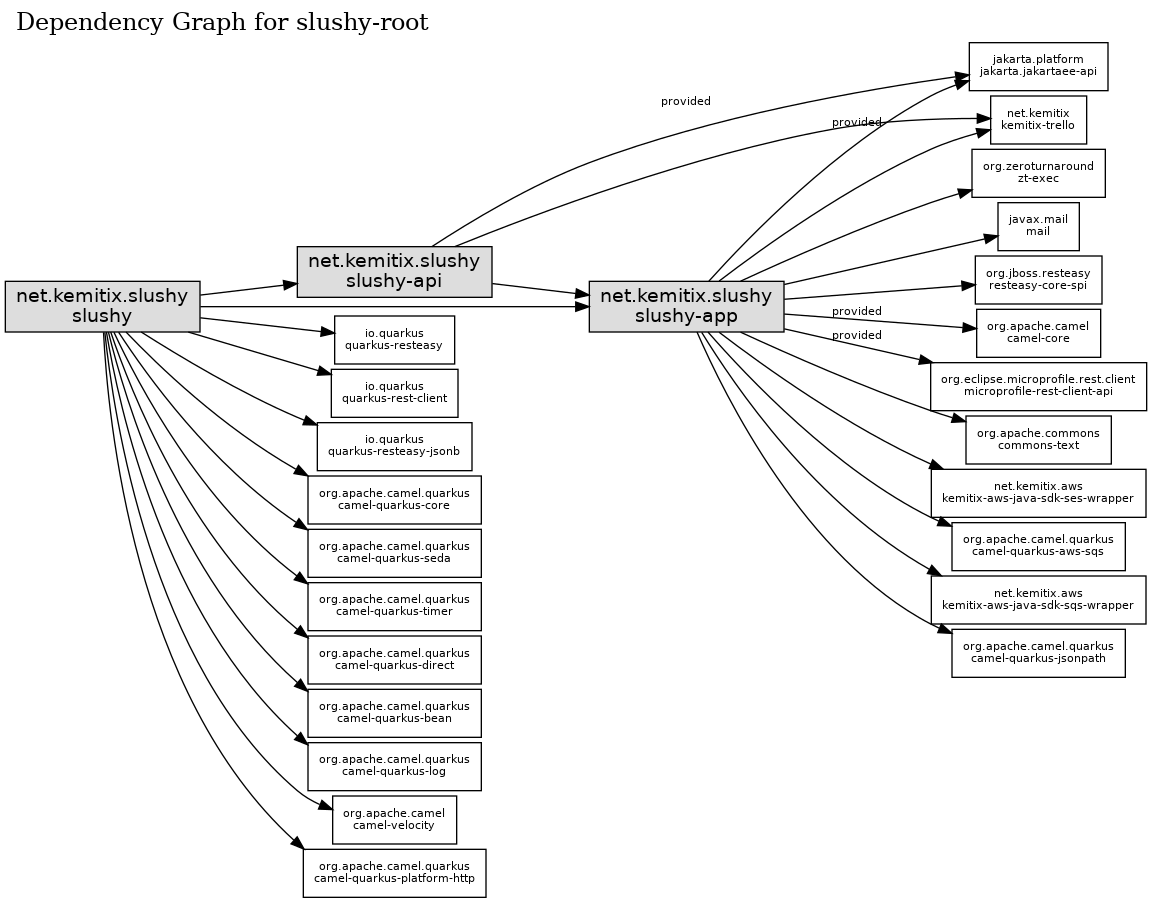 Dependency Graph for slushy-root
net.kemitix.slushy
slushy
net.kemitix.slushy
slushy-api
io.quarkus
quarkus-resteasy
io.quarkus
quarkus-rest-client
io.quarkus
quarkus-resteasy-jsonb
org.apache.camel.quarkus
camel-quarkus-core
org.apache.camel.quarkus
camel-quarkus-seda
org.apache.camel.quarkus
camel-quarkus-timer
org.apache.camel.quarkus
camel-quarkus-direct
org.apache.camel.quarkus
camel-quarkus-bean
org.apache.camel.quarkus
camel-quarkus-log
org.apache.camel
camel-velocity
org.apache.camel.quarkus
camel-quarkus-platform-http
net.kemitix.slushy
slushy-app
provided
provided
provided
provided
jakarta.platform
jakarta.jakartaee-api
net.kemitix
kemitix-trello
org.zeroturnaround
zt-exec
javax.mail
mail
org.jboss.resteasy
resteasy-core-spi
org.apache.camel
camel-core
org.eclipse.microprofile.rest.client
microprofile-rest-client-api
org.apache.commons
commons-text
net.kemitix.aws
kemitix-aws-java-sdk-ses-wrapper
org.apache.camel.quarkus
camel-quarkus-aws-sqs
net.kemitix.aws
kemitix-aws-java-sdk-sqs-wrapper
org.apache.camel.quarkus
camel-quarkus-jsonpath